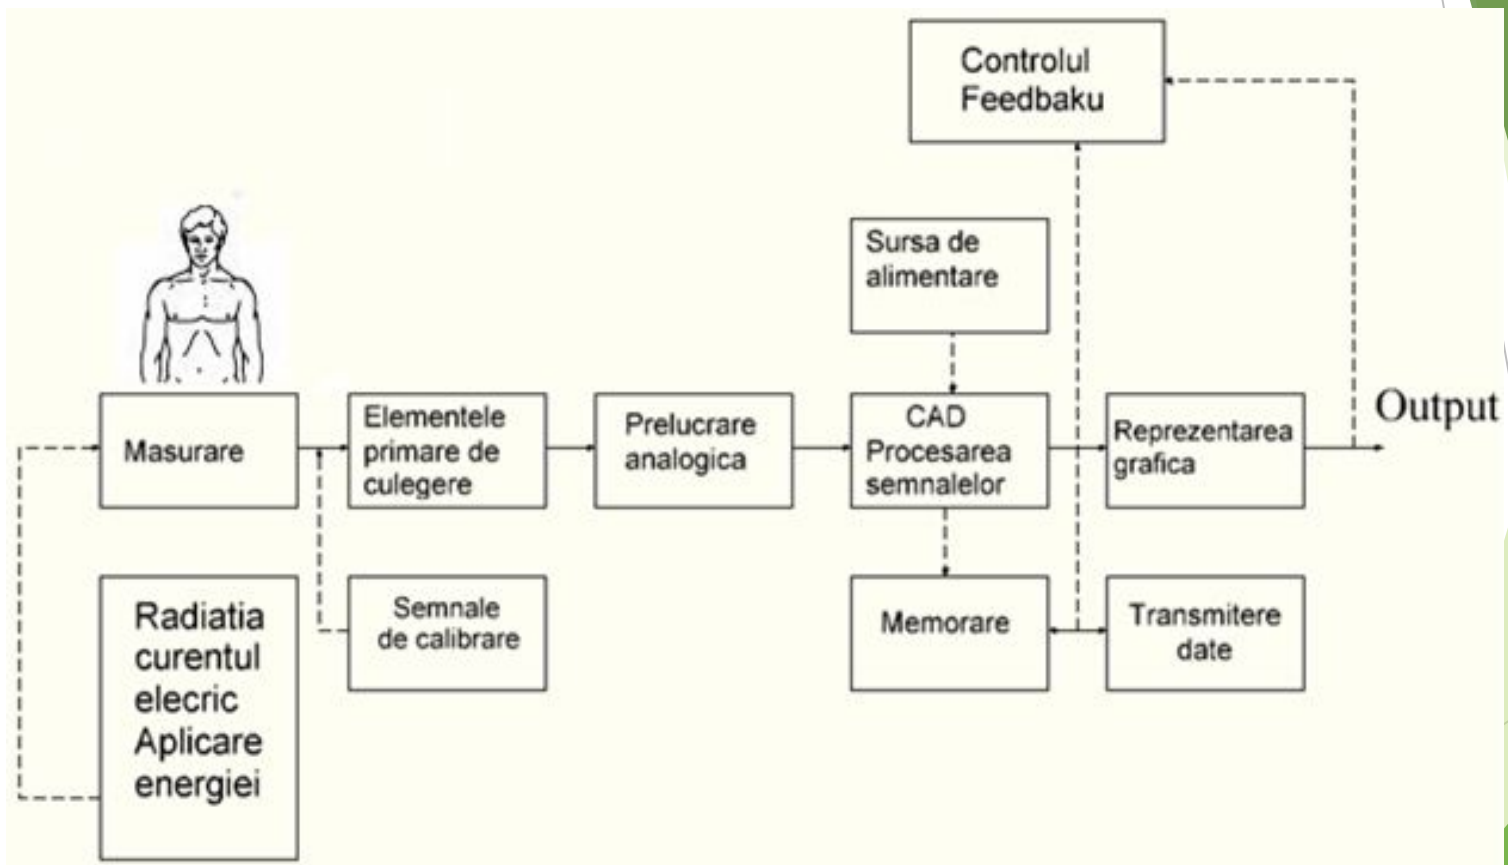 Controlul
Feedbaku
Sursa de
alimentare
Masurare
Elementele
primare de
culegere
Prelucrare
analogica
CAD
Procesarea
semnalelor
Reprezentarea
grafica
Output
Radiatia
curentul
elecric
Aplicare
energiei
Semnale
de calibrare
Memorare
Transmitere
date